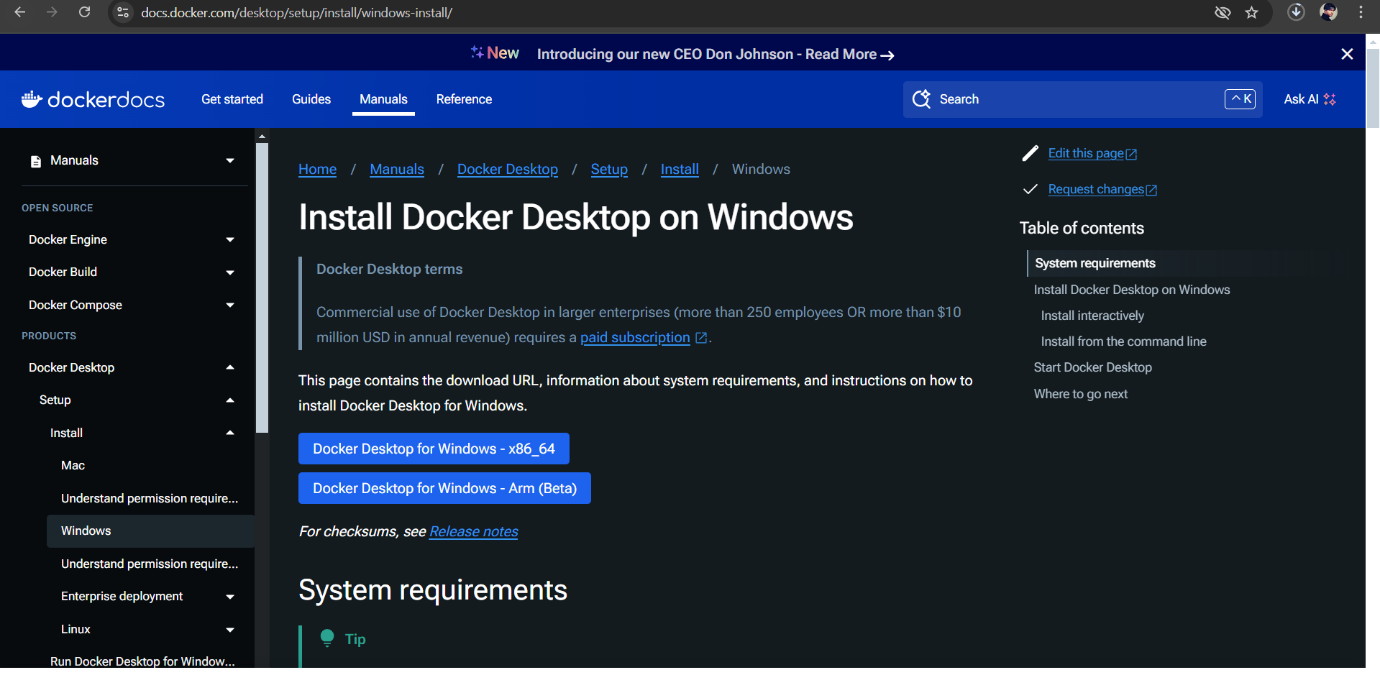 docs.docker.com/desktop/setup/install/windows-install/
New Introducing our new CEO Don Johnson - Read More →
dockerdocs Get started Guides Manuals Reference Search ^ K Ask AI
Manuals
OPEN SOURCE
Docker Engine
Docker Build
Docker Compose
PRODUCTS
Docker Desktop
Setup
Install
Mac
Understand permission require...
Windows
Understand permission require...
Enterprise deployment
Linux
Run Docker Desktop for Window...
Home / Manuals / Docker Desktop / Setup / Install / Windows
Install Docker Desktop on Windows
Docker Desktop terms
Commercial use of Docker Desktop in larger enterprises (more than 250 employees OR more than $10
million USD in annual revenue) requires a paid subscription.
This page contains the download URL, information about system requirements, and instructions on how to
install Docker Desktop for Windows.
Docker Desktop for Windows - x86_64
Docker Desktop for Windows - Arm (Beta)
For checksums, see Release notes
System requirements
Tip
Edit this page
Request changes
Table of contents
System requirements
Install Docker Desktop on Windows
Install interactively
Install from the command line
Start Docker Desktop
Where to go next